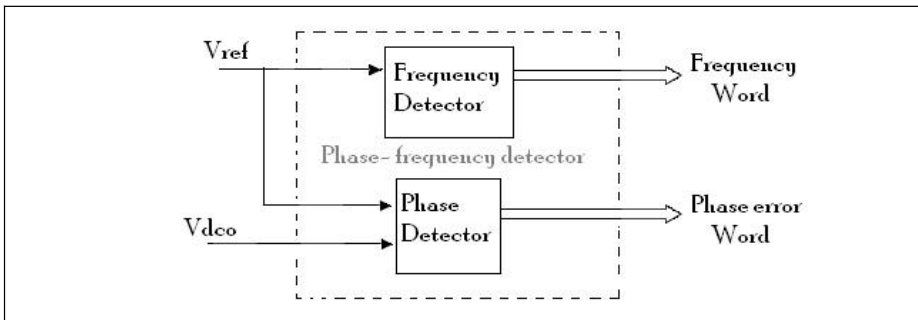 Vref
Frequency
Detector
Frequency
Word
Phase- frequency detector
Phase
Detector
Phase error
Word
Vdco